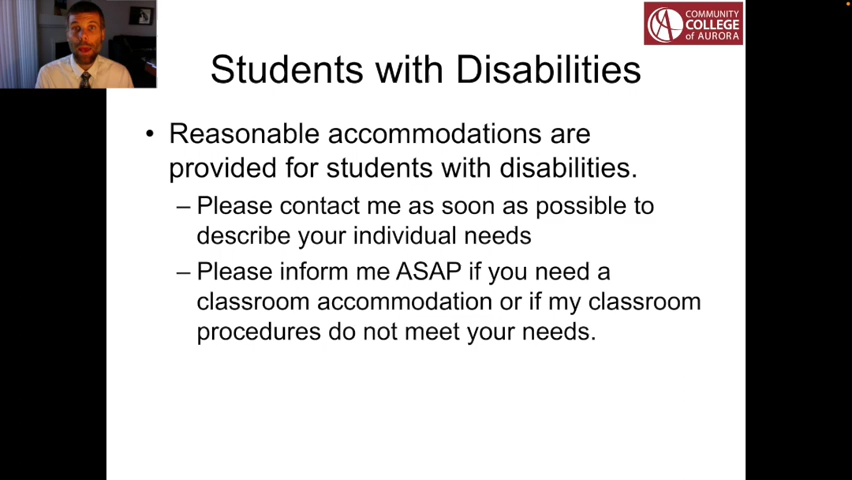 COMMUNITY
COLLEGE
of AURORA
Students with Disabilities
• Reasonable accommodations are
provided for students with disabilities.
– Please contact me as soon as possible to
describe your individual needs
– Please inform me ASAP if you need a
classroom accommodation or if my classroom
procedures do not meet your needs.